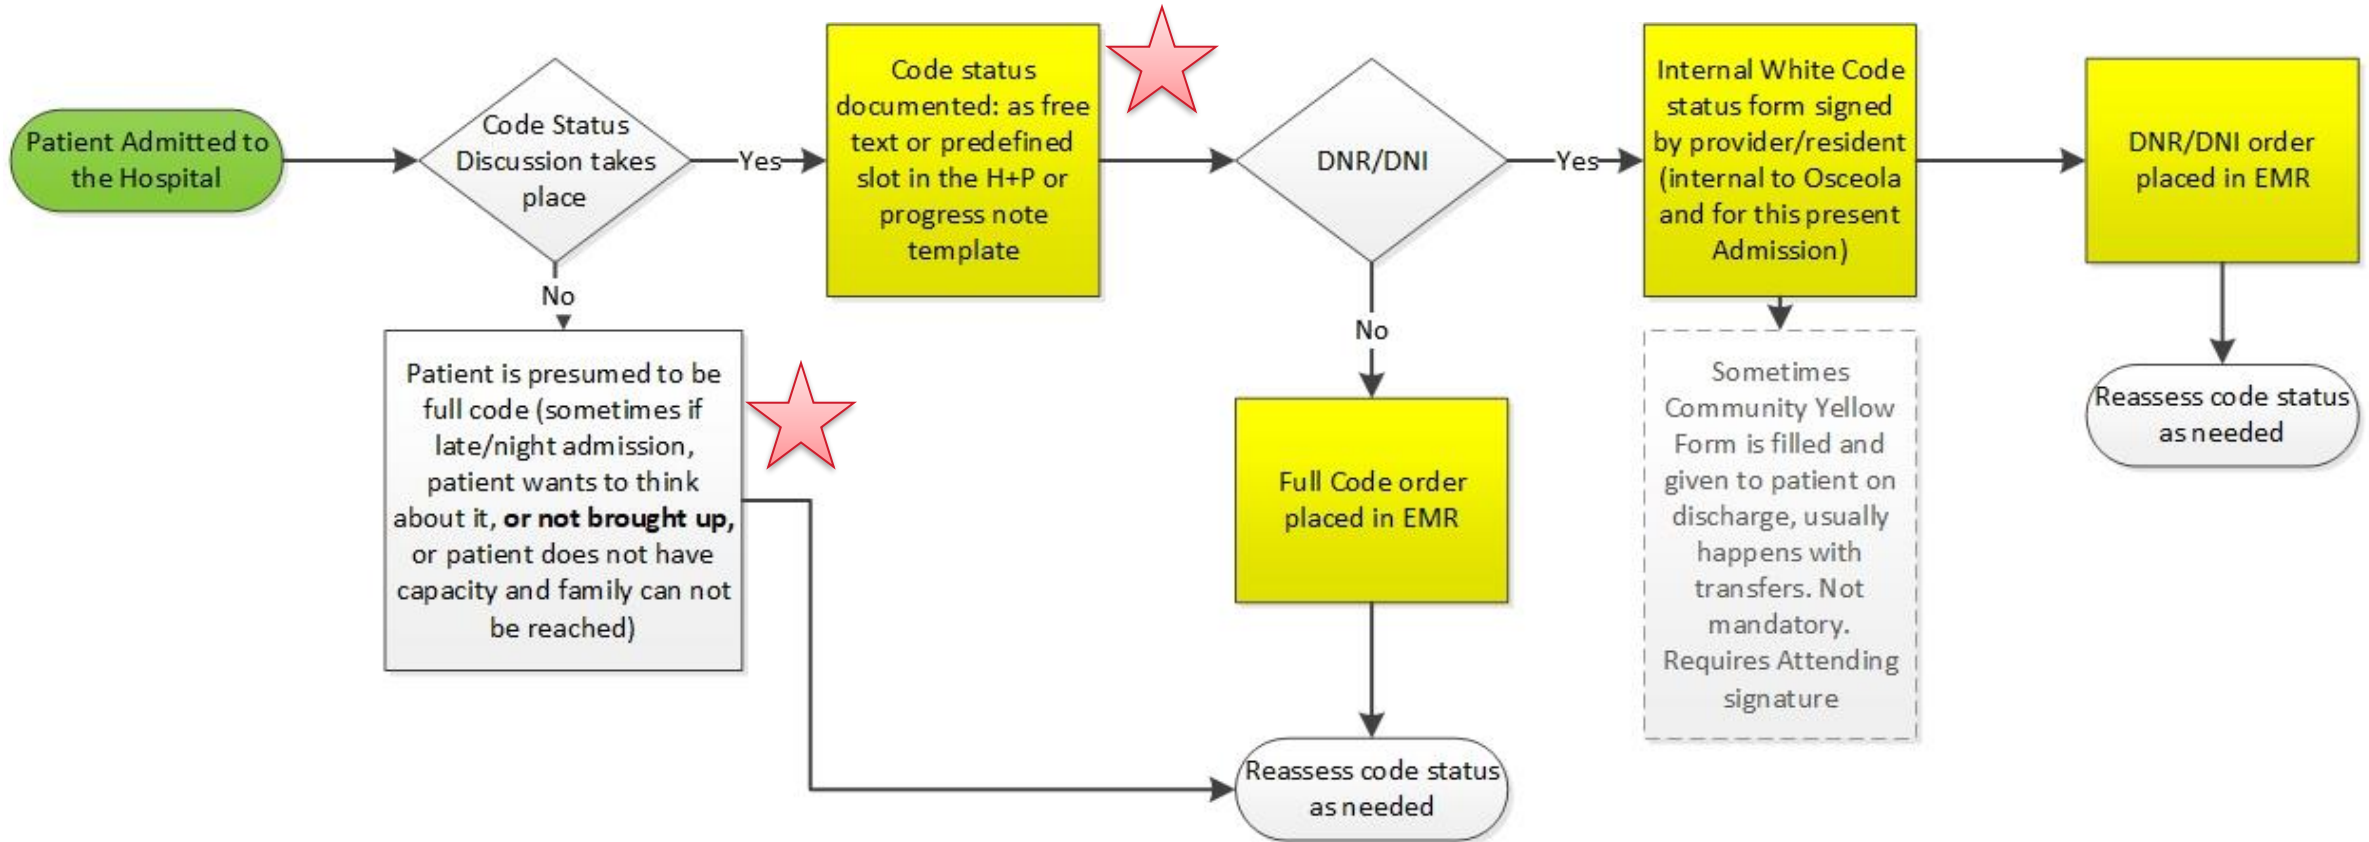 Patient Admitted to
the Hospital
Code Status
Discussion takes
place
Yes
No
Code status
documented: as free
text or predefined
slot in the H+P or
progress note
template
DNR/DNI
Yes
No
Internal White Code
status form signed
by provider/resident
(internal to Osceola
and for this present
Admission)
DNR/DNI order
placed in EMR
Reassess code status
as needed
Patient is presumed to be
full code (sometimes if
late/night admission,
patient wants to think
about it, or not brought up,
or patient does not have
capacity and family can not
be reached)
Full Code order
placed in EMR
Sometimes
Community Yellow
Form is filled and
given to patient on
discharge, usually
happens with
transfers. Not
mandatory.
Requires Attending
signature
Reassess code status
as needed